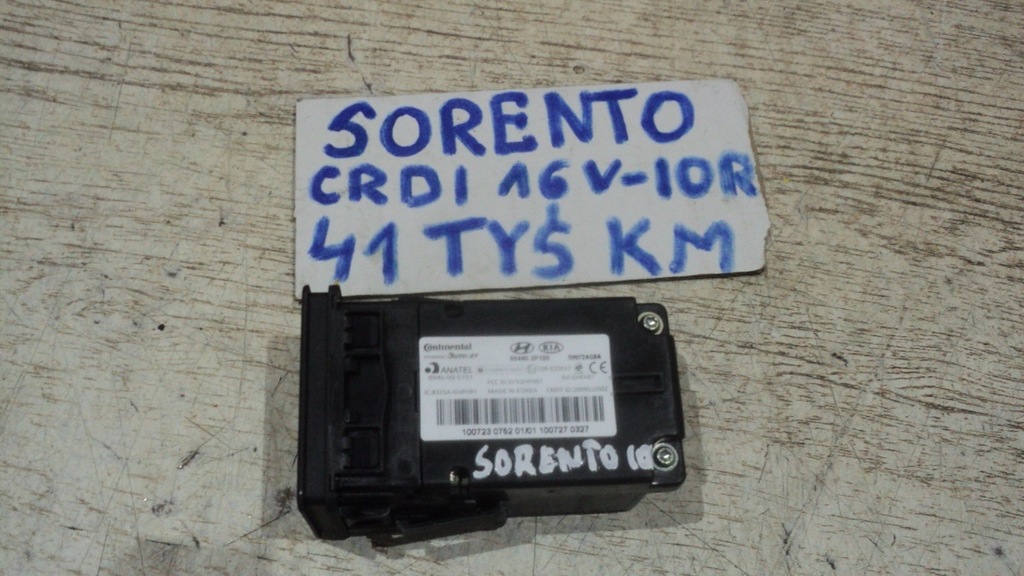 SORENTO
CRDI 16V-10R
41 TYŚ KM
Continental
KIA
ANATEL
MADE IN KOREA
100723 0752 01/01 100727 0327
SORENTO 10